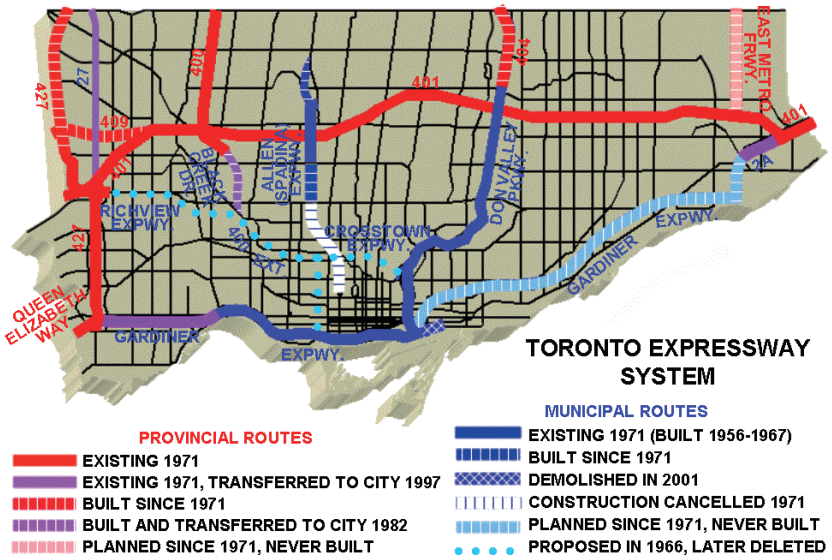 427
27
400
404
EAST METRO
FRWY.
409
401
401
401
BLACK
CREEK
DR.
ALLEN
(SPADINA)
EXPWY.
DON VALLEY
PKWY.
2A
RICHVIEW
EXPWY.
427
400 EXT.
CROSSTOWN
EXPWY.
GARDINER
EXPWY.
QUEEN
ELIZABETH
WAY
GARDINER
EXPWY.
TORONTO EXPRESSWAY
SYSTEM
PROVINCIAL ROUTES
EXISTING 1971
EXISTING 1971, TRANSFERRED TO CITY 1997
BUILT SINCE 1971
BUILT AND TRANSFERRED TO CITY 1982
PLANNED SINCE 1971, NEVER BUILT
MUNICIPAL ROUTES
EXISTING 1971 (BUILT 1956-1967)
BUILT SINCE 1971
DEMOLISHED IN 2001
CONSTRUCTION CANCELLED 1971
PLANNED SINCE 1971, NEVER BUILT
PROPOSED IN 1966, LATER DELETED